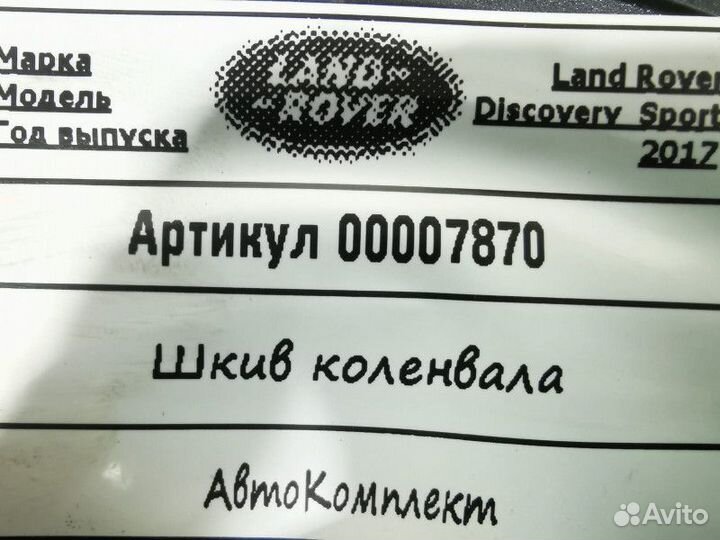 Марка
Модель
Год выпуска
LAND
ROVER
Land Rover
Discovery Sport
2017
Артикул 00007870
Шкив коленвала
АвтоКомплект
Avito